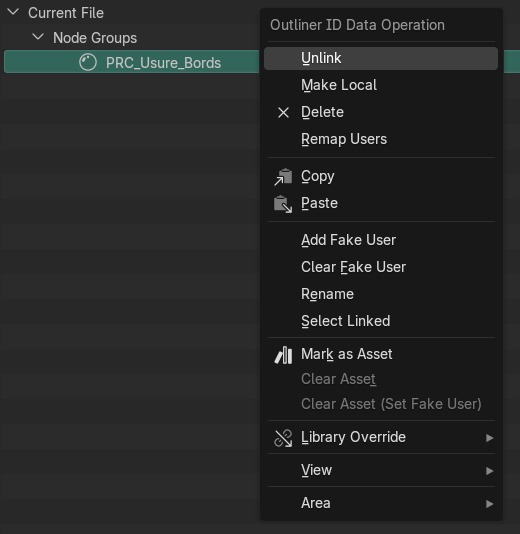 Current File
Node Groups
PRC_Usure_Bords
Outliner ID Data Operation
Unlink
Make Local
Delete
Remap Users
Copy
Paste
Add Fake User
Clear Fake User
Rename
Select Linked
Mark as Asset
Clear Asset
Clear Asset (Set Fake User)
Library Override
View
Area